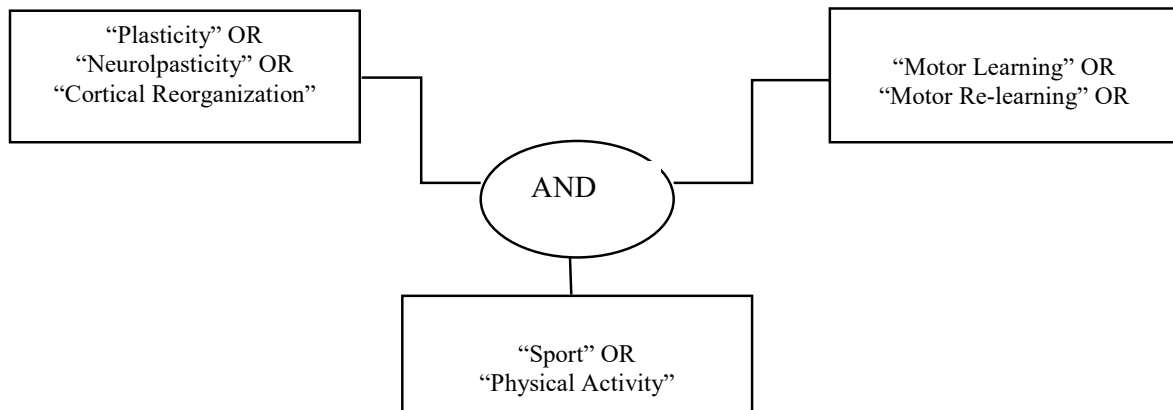 “Plasticity” OR
“Neurolpasticity” OR
“Cortical Reorganization”
“Motor Learning” OR
“Motor Re-learning” OR
AND
“Sport” OR
“Physical Activity”